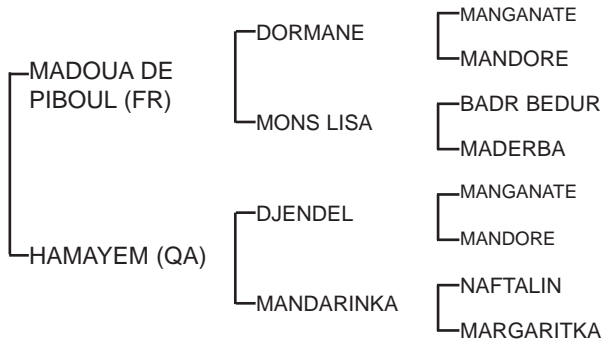 MADOUA DE
PIBOUL (FR)
HAMAYEM (QA)
DORMANE
MONS LISA
DJENDEL
MANDARINKA
MANGANATE
MANDORE
BADR BEDUR
MADERBA
MANGANATE
MANDORE
NAFTALIN
MARGARITKA